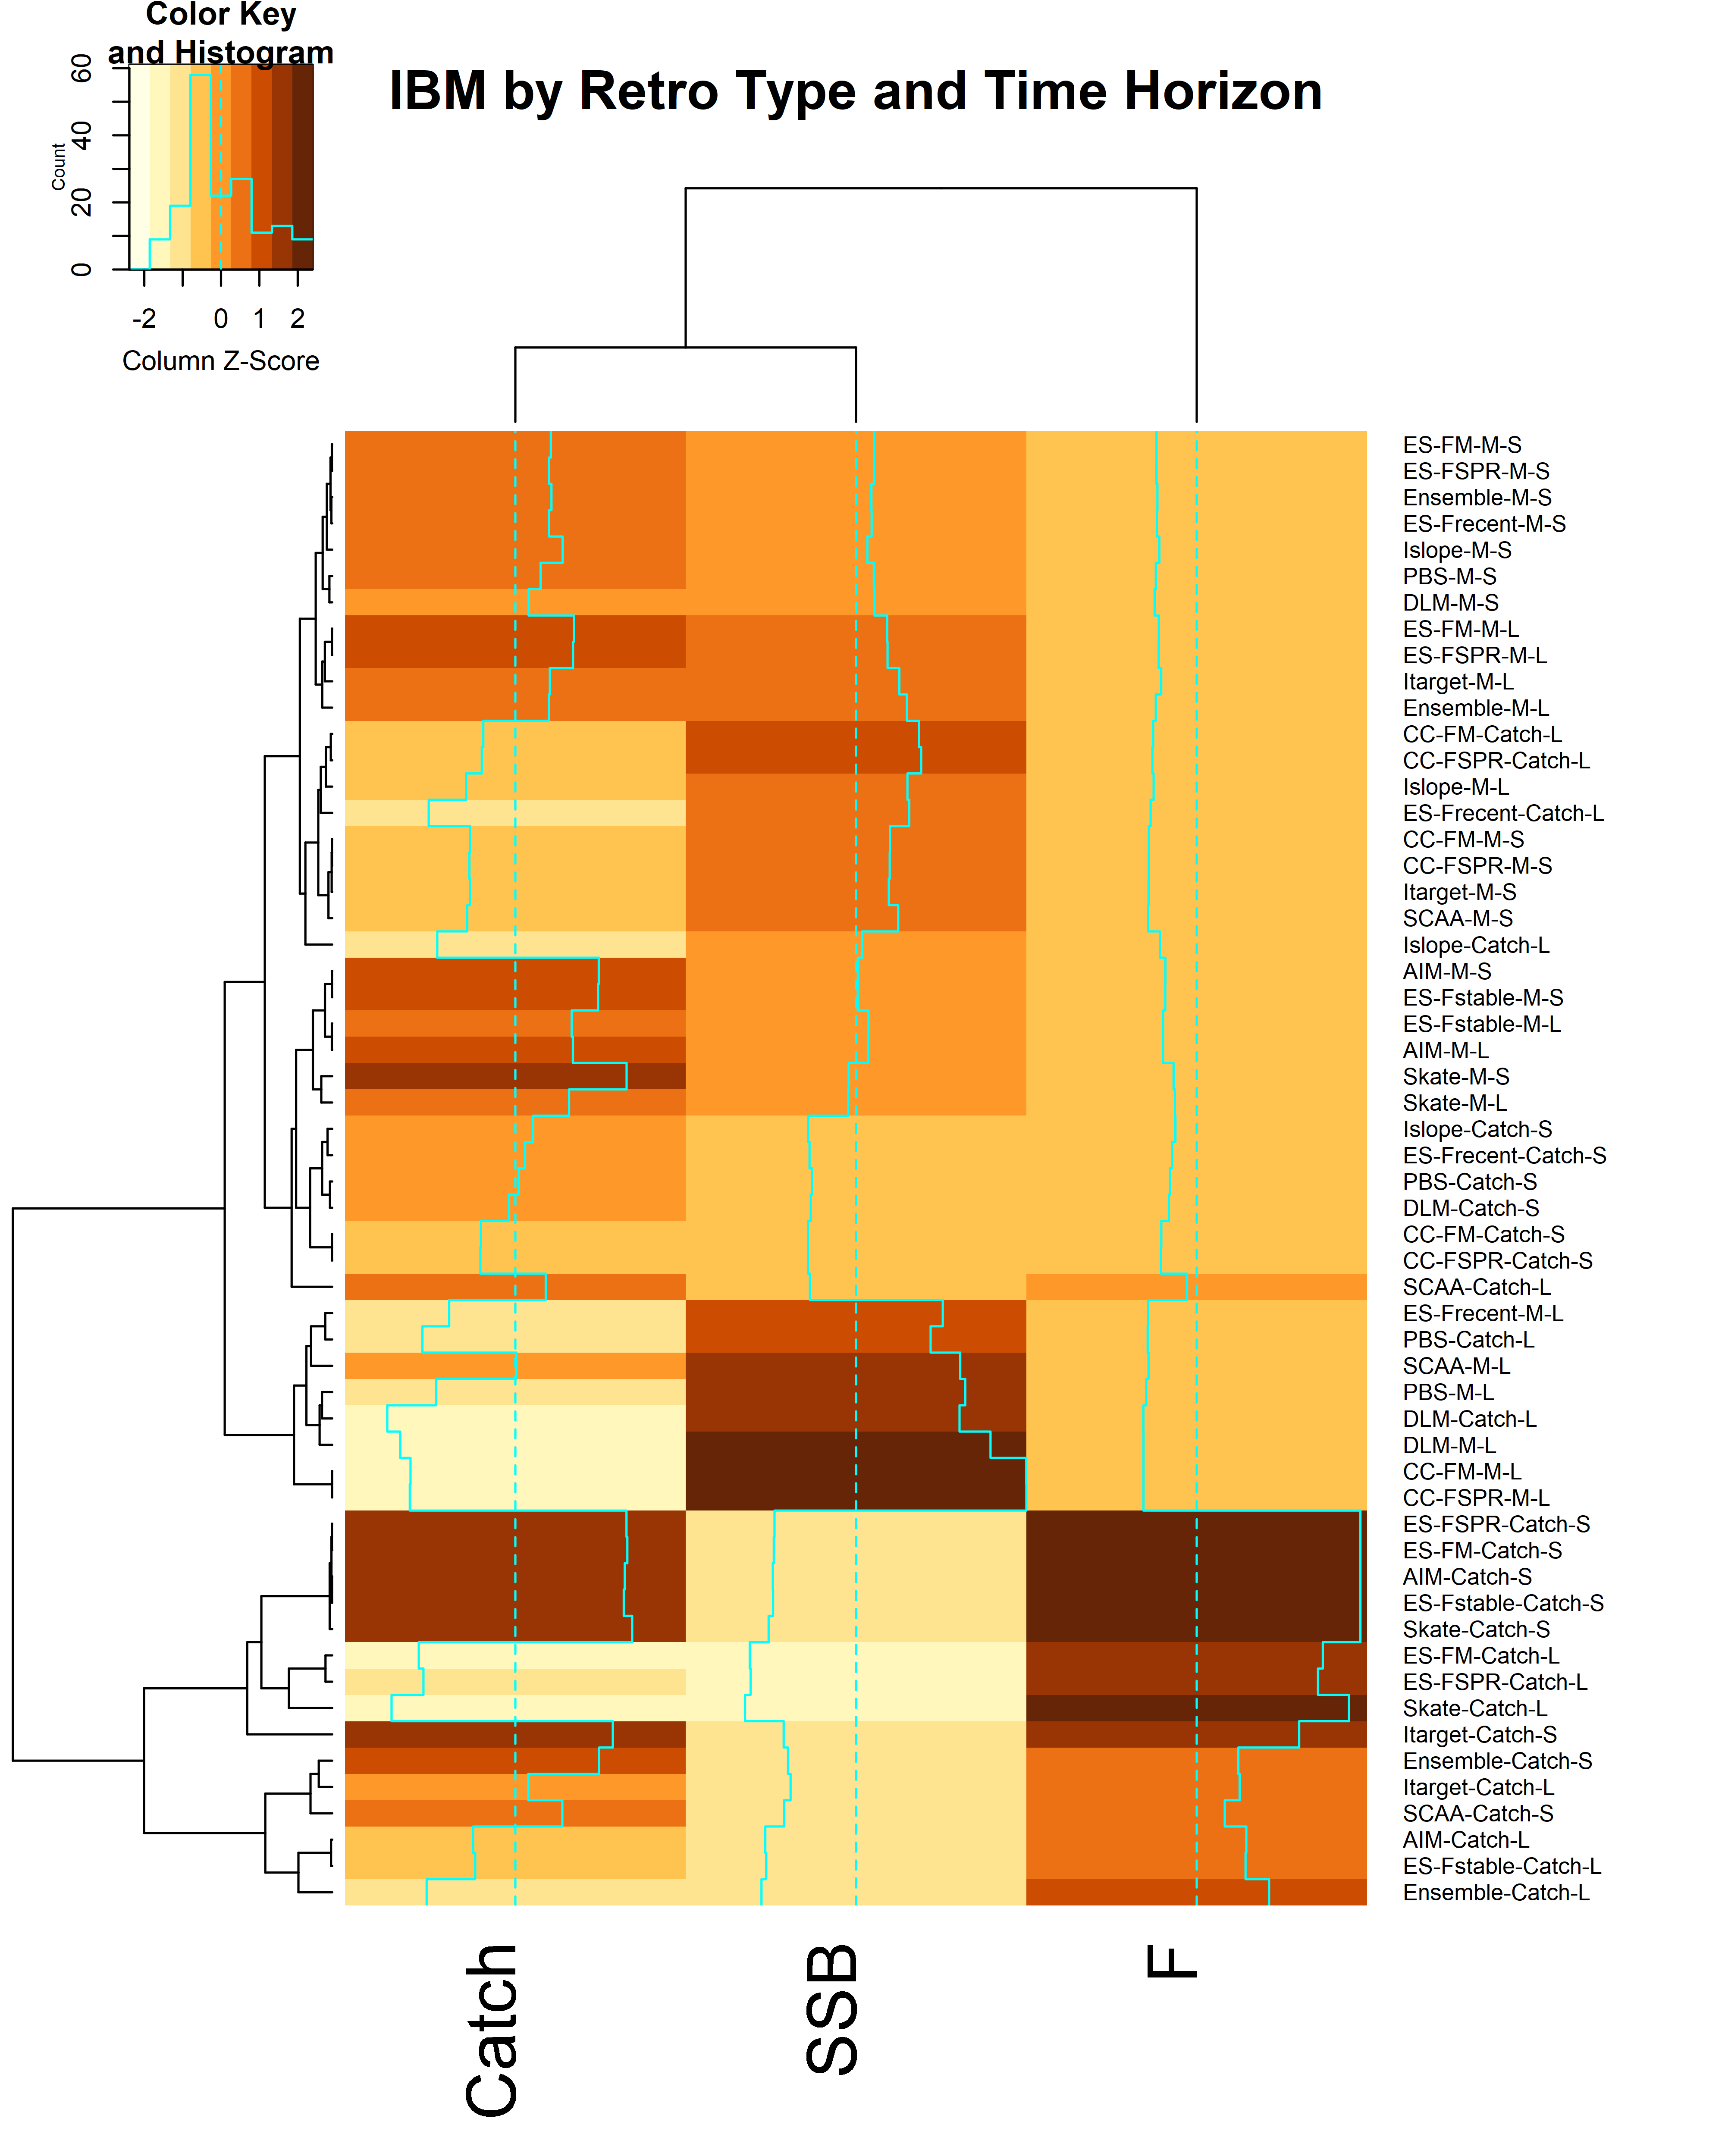 Color Key
and Histogram
IBM by Retro Type and Time Horizon
Count
0
20
40
60
-2
0
1
2
Column Z-Score
ES-FM-M-S
ES-FSPR-M-S
Ensemble-M-S
ES-Frecent-M-S
Islope-M-S
PBS-M-S
DLM-M-S
ES-FM-M-L
ES-FSPR-M-L
Itarget-M-L
Ensemble-M-L
CC-FM-Catch-L
CC-FSPR-Catch-L
Islope-M-L
ES-Frecent-Catch-L
CC-FM-M-S
CC-FSPR-M-S
Itarget-M-S
SCAA-M-S
Islope-Catch-L
AIM-M-S
ES-Fstable-M-S
ES-Fstable-M-L
AIM-M-L
Skate-M-S
Skate-M-L
Islope-Catch-S
ES-Frecent-Catch-S
PBS-Catch-S
DLM-Catch-S
CC-FM-Catch-S
CC-FSPR-Catch-S
SCAA-Catch-L
ES-Frecent-M-L
PBS-Catch-L
SCAA-M-L
PBS-M-L
DLM-Catch-L
DLM-M-L
CC-FM-M-L
CC-FSPR-M-L
ES-FSPR-Catch-S
ES-FM-Catch-S
AIM-Catch-S
ES-Fstable-Catch-S
Skate-Catch-S
ES-FM-Catch-L
ES-FSPR-Catch-L
Skate-Catch-L
Itarget-Catch-S
Ensemble-Catch-S
Itarget-Catch-L
SCAA-Catch-S
AIM-Catch-L
ES-Fstable-Catch-L
Ensemble-Catch-L
Catch
SSB
F